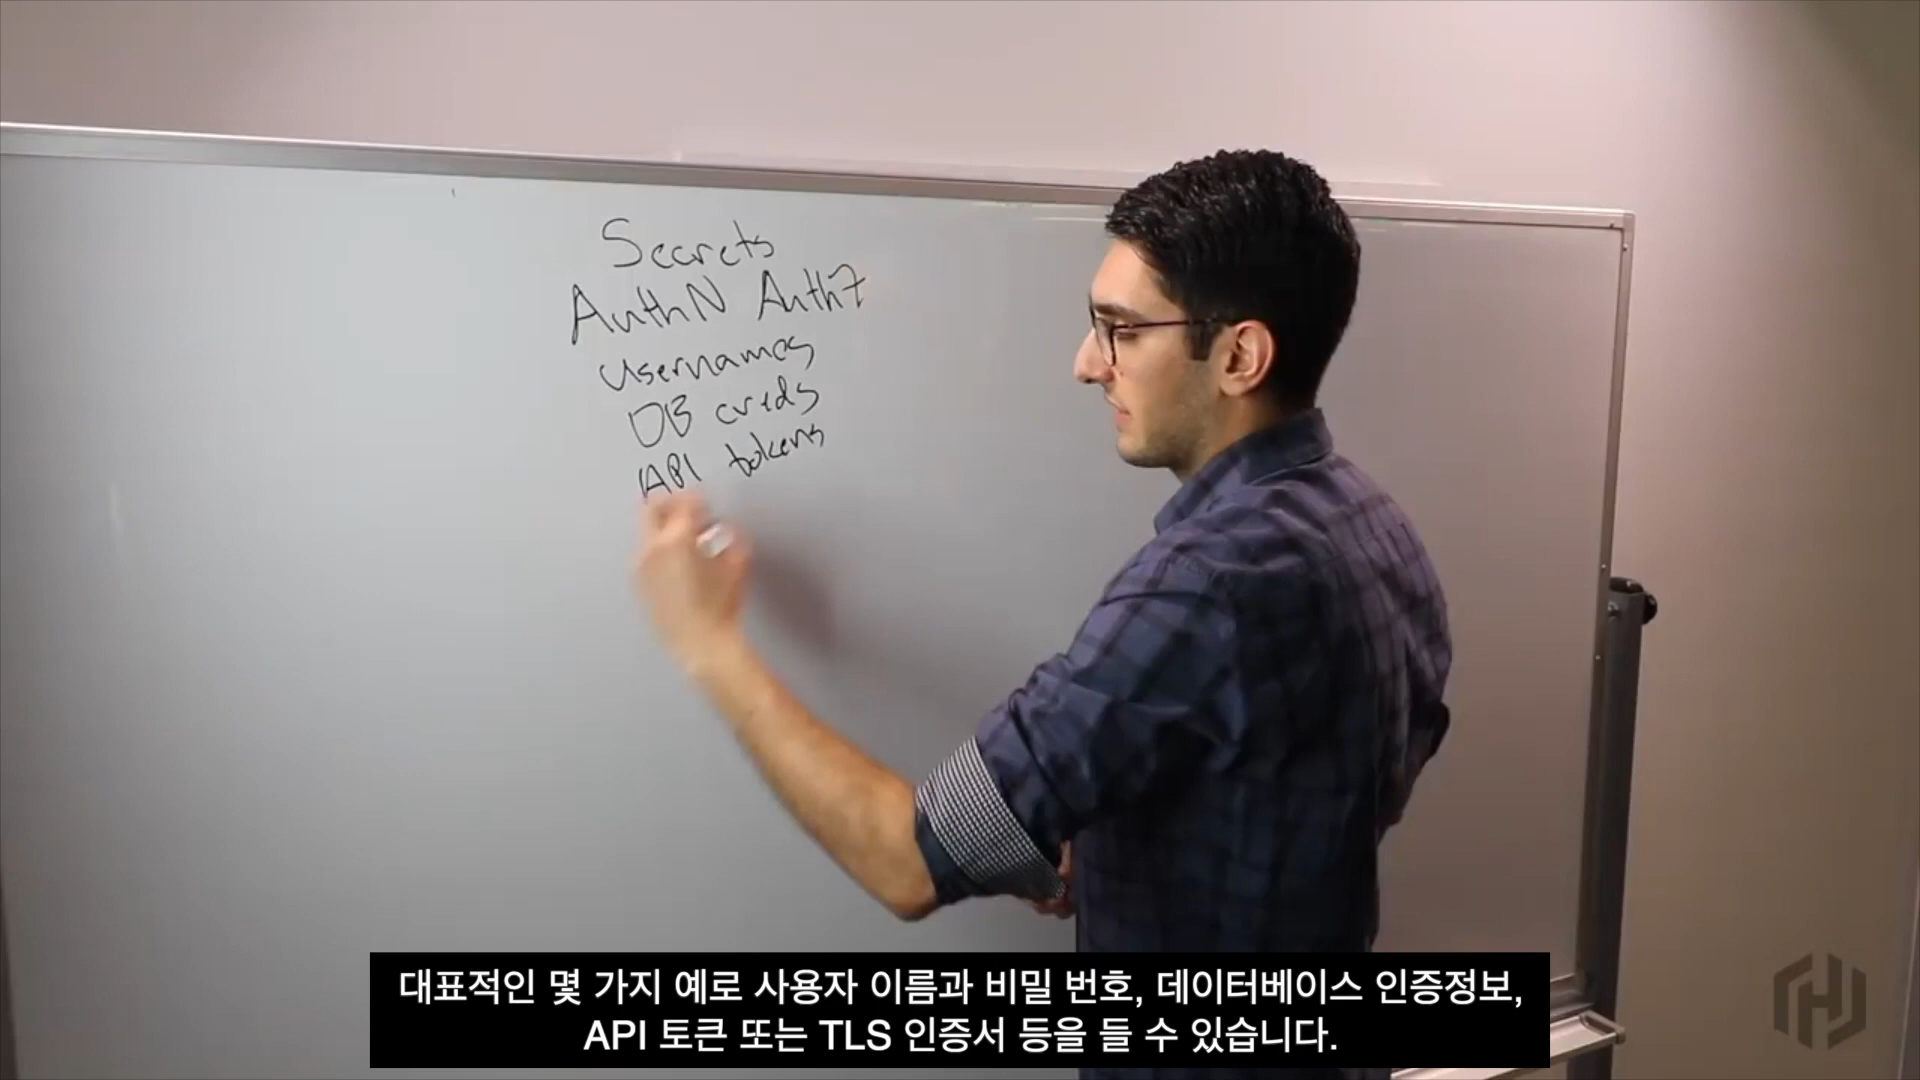 Secrets
AuthN AuthZ
Usernames
DB creds
API tokens
대표적인 몇 가지 예로 사용자 이름과 비밀 번호, 데이터베이스 인증정보,
API 토큰 또는 TLS 인증서 등을 들 수 있습니다.